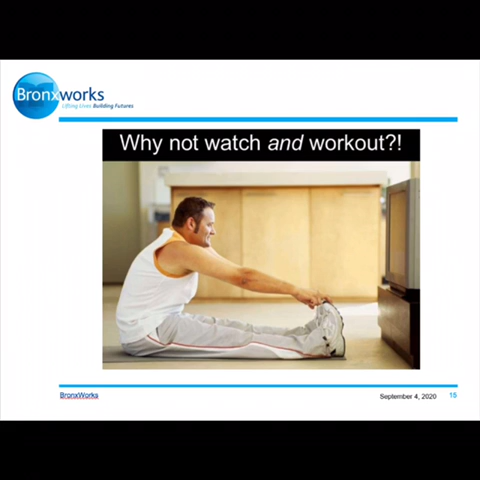 Bronxworks
Lifting Lives Building Futures
Why not watch and workout?!
BronxWorks
September 4, 2020
15